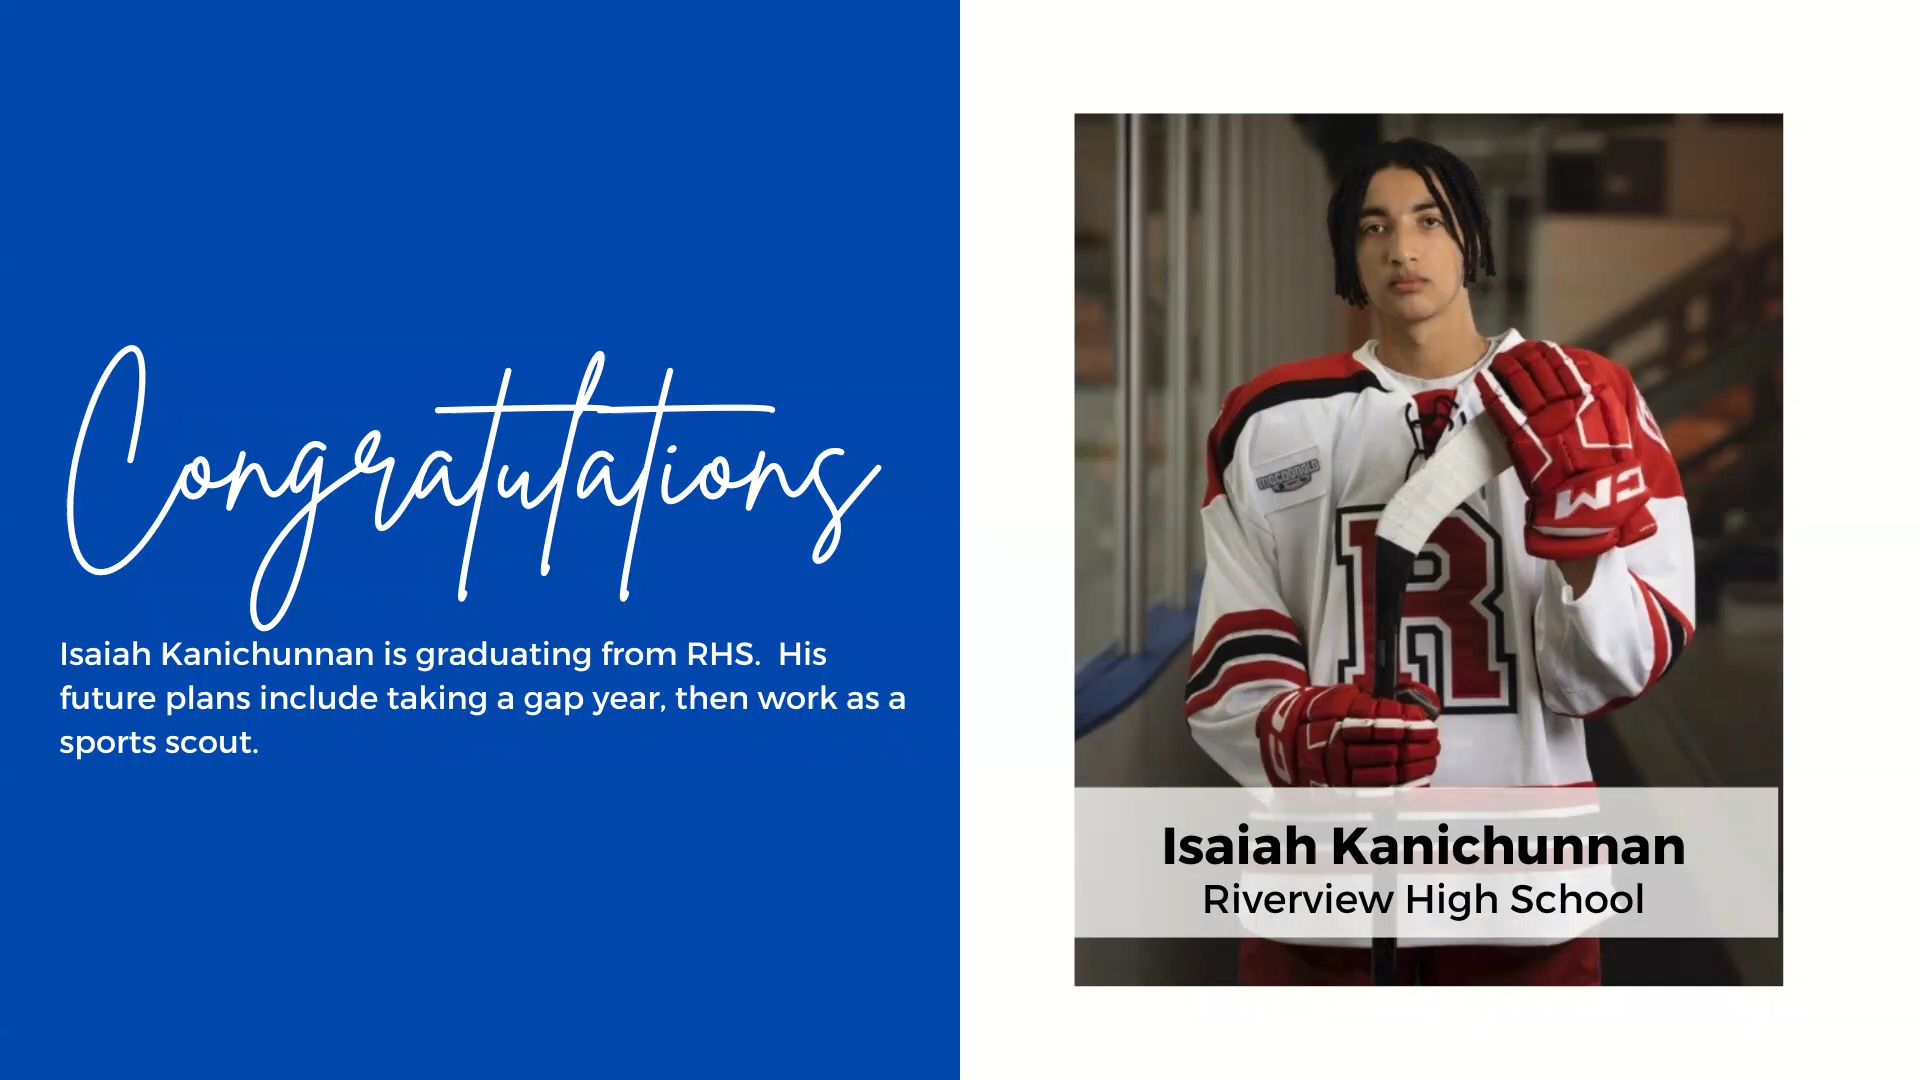 Congratulations
Isaiah Kanichunnan is graduating from RHS. His
future plans include taking a gap year, then work as a
sports scout.
MACDONALD
CCM
R
Isaiah Kanichunnan
Riverview High School